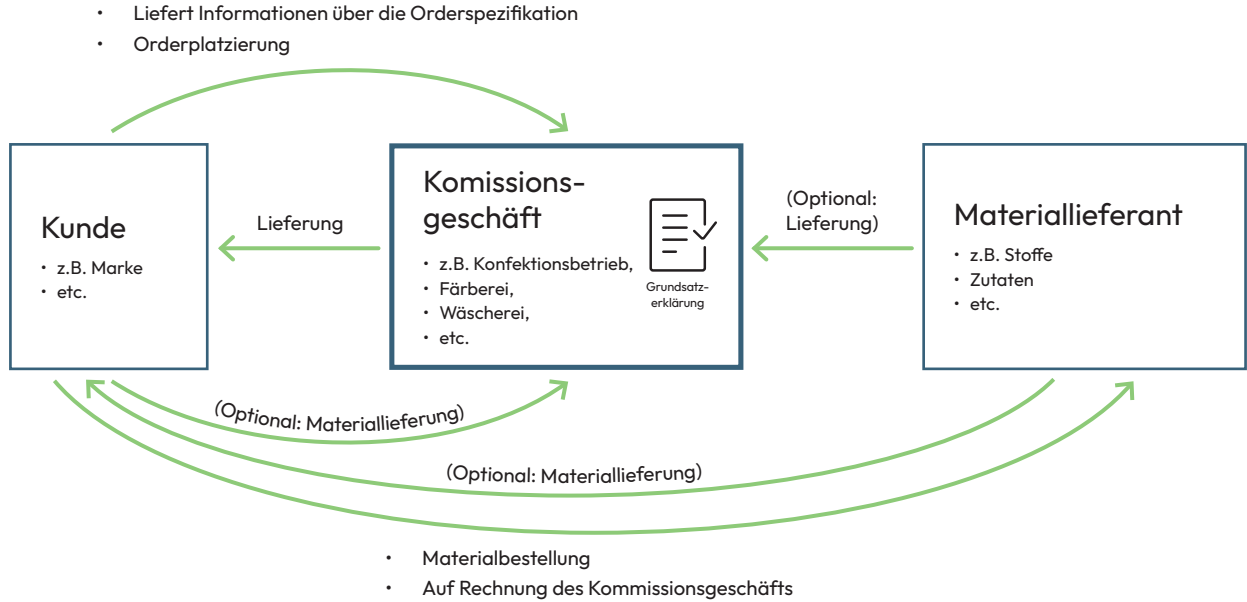 • Liefert Informationen über die Orderspezifikation
• Orderplatzierung
Kunde
• z.B. Marke
• etc.
Lieferung
Komissions-
geschäft
• z.B. Konfektionsbetrieb,
• Färberei,
• Wäscherei,
• etc.
Grundsatz-
erklärung
(Optional:
Lieferung)
Materiallieferant
• z.B. Stoffe
• Zutaten
• etc.
(Optional: Materiallieferung)
(Optional: Materiallieferung)
• Materialbestellung
• Auf Rechnung des Kommissionsgeschäfts